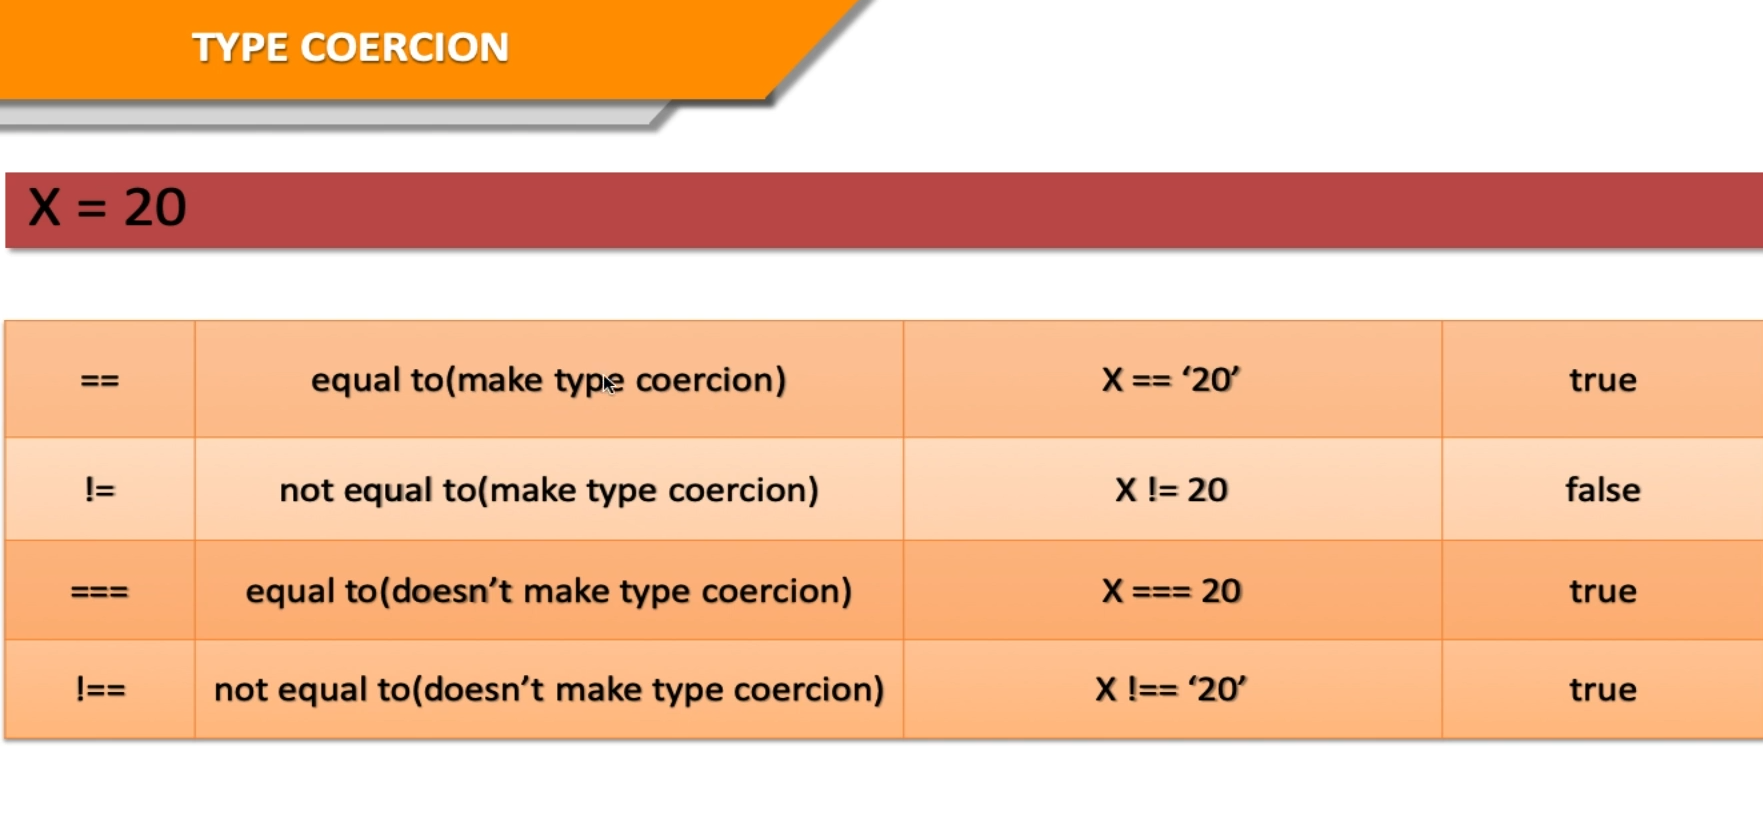 TYPE COERCION
X = 20
== equal to(make type coercion) X == ‘20’ true
!= not equal to(make type coercion) X != 20 false
=== equal to(doesn’t make type coercion) X === 20 true
!== not equal to(doesn’t make type coercion) X !== ‘20’ true